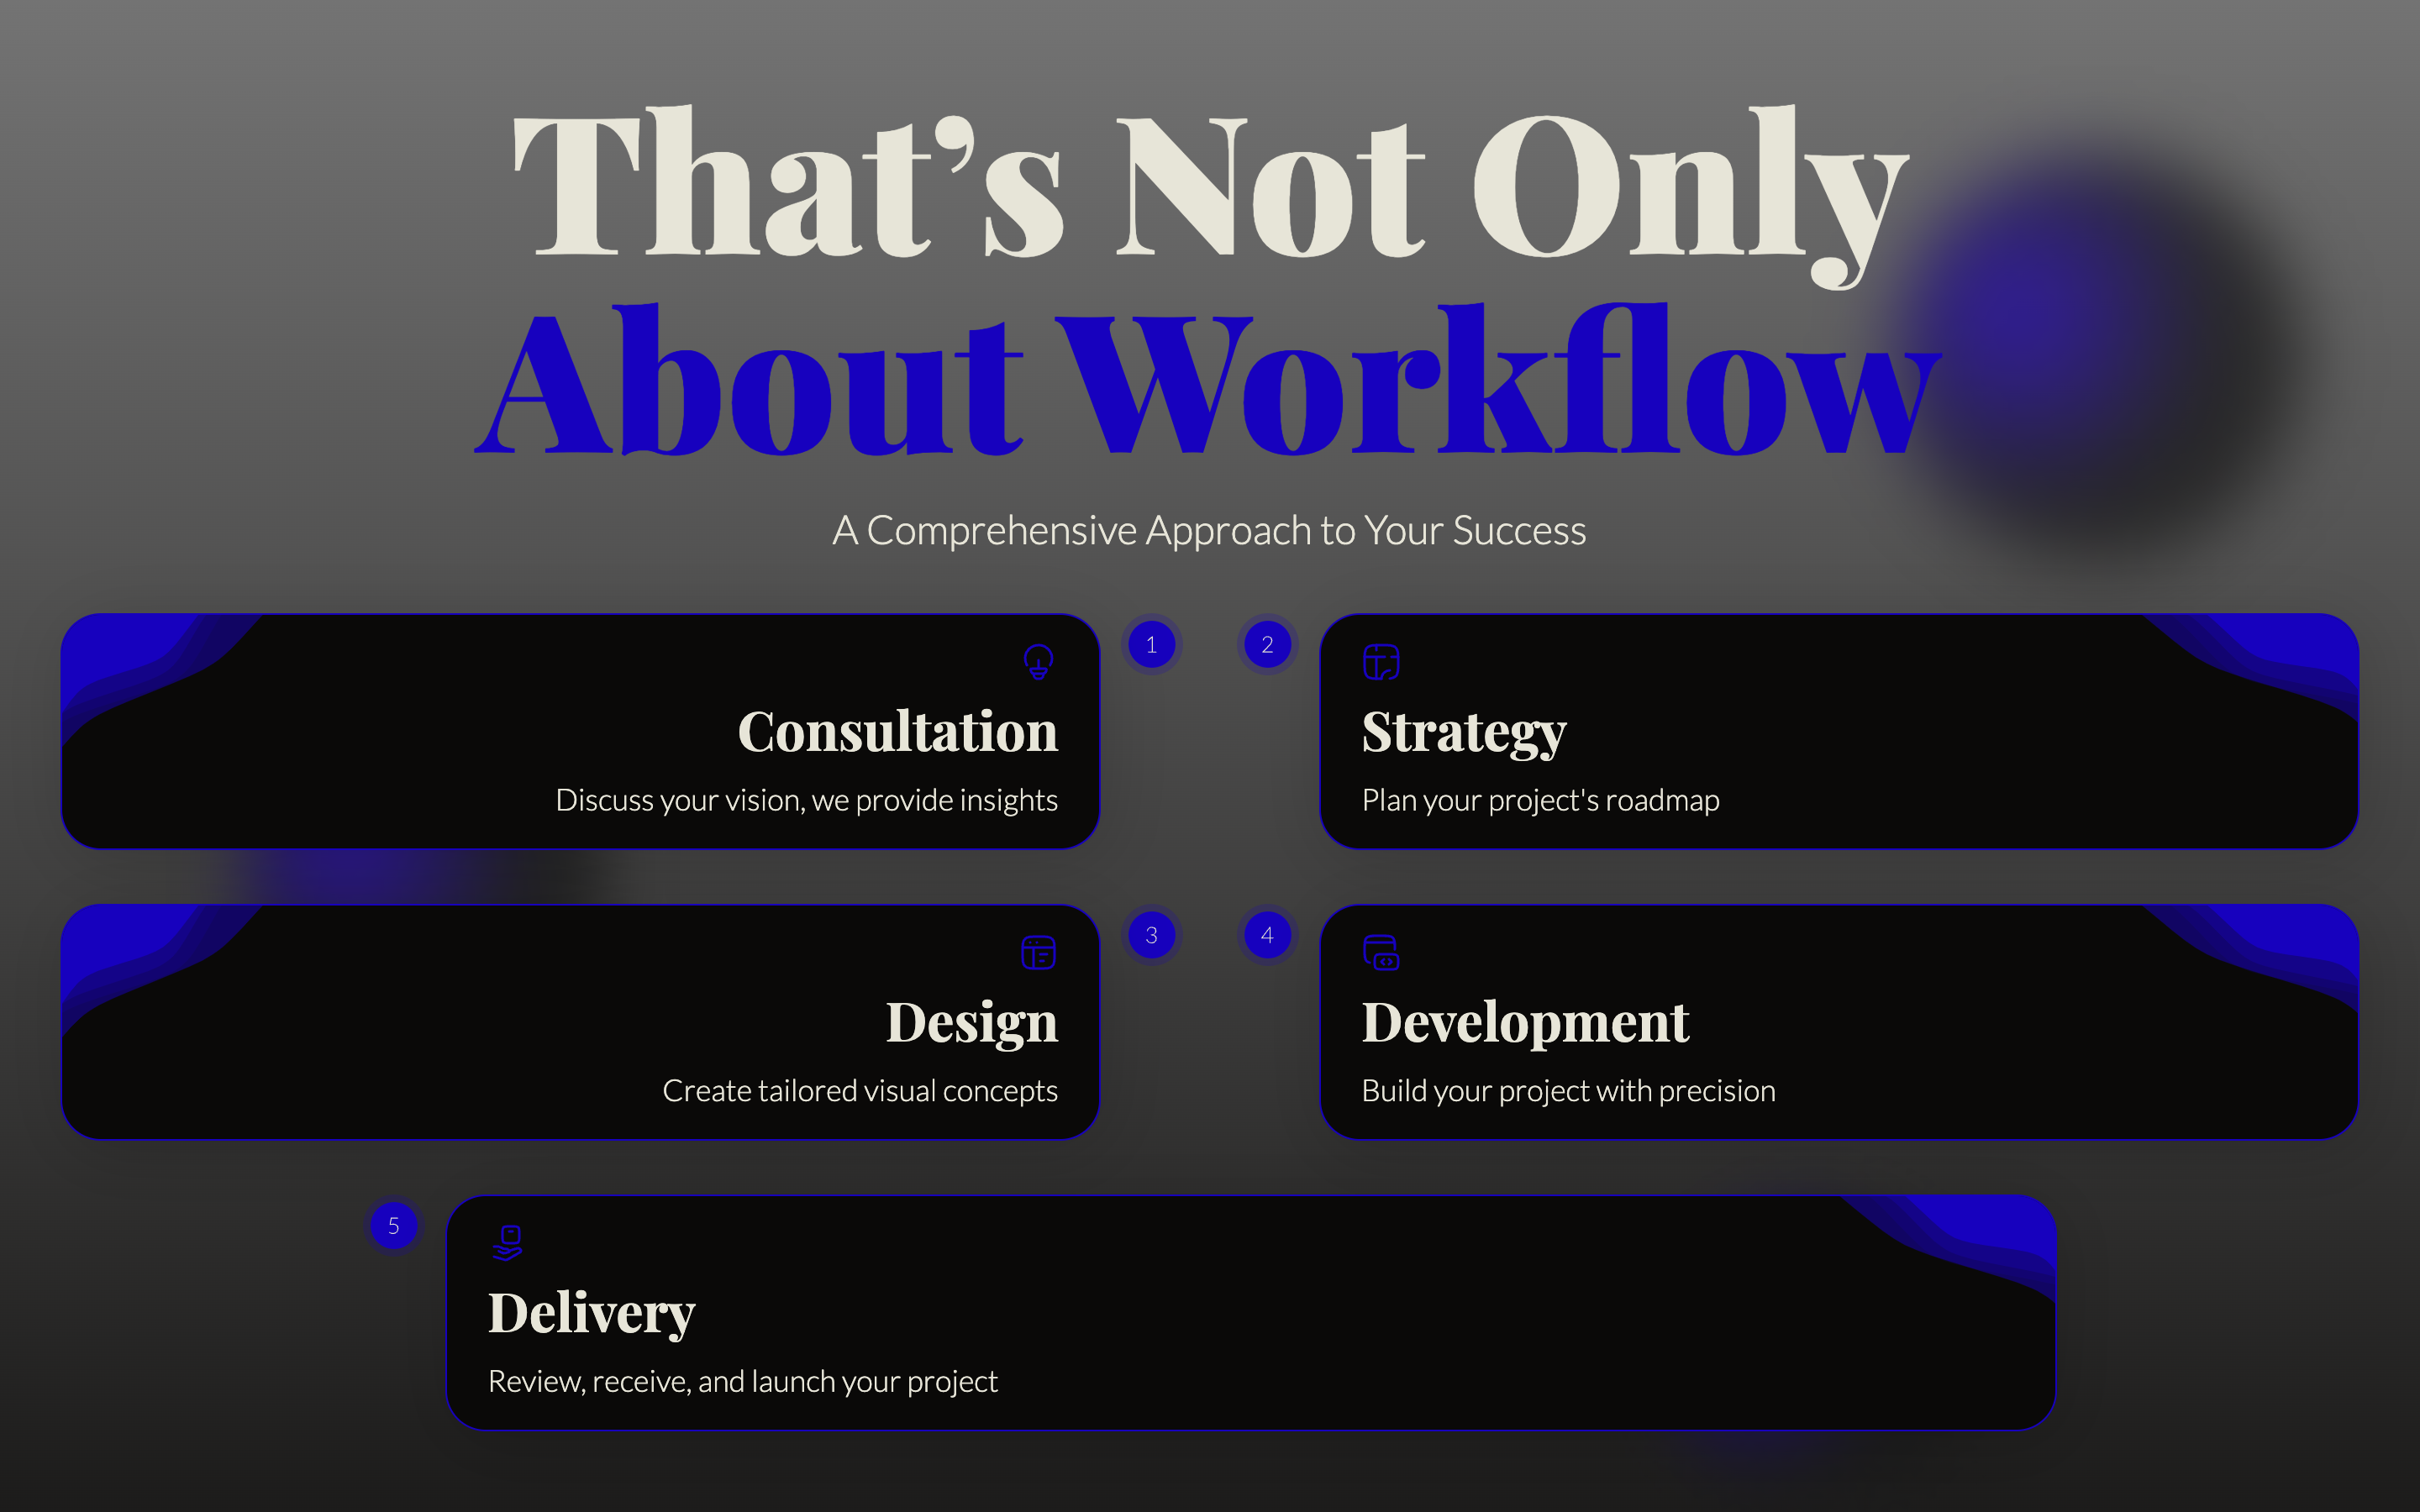 That’s Not Only
About Workflow
A Comprehensive Approach to Your Success
1
Consultation
Discuss your vision, we provide insights
2
Strategy
Plan your project's roadmap
3
Design
Create tailored visual concepts
4
Development
Build your project with precision
5
Delivery
Review, receive, and launch your project